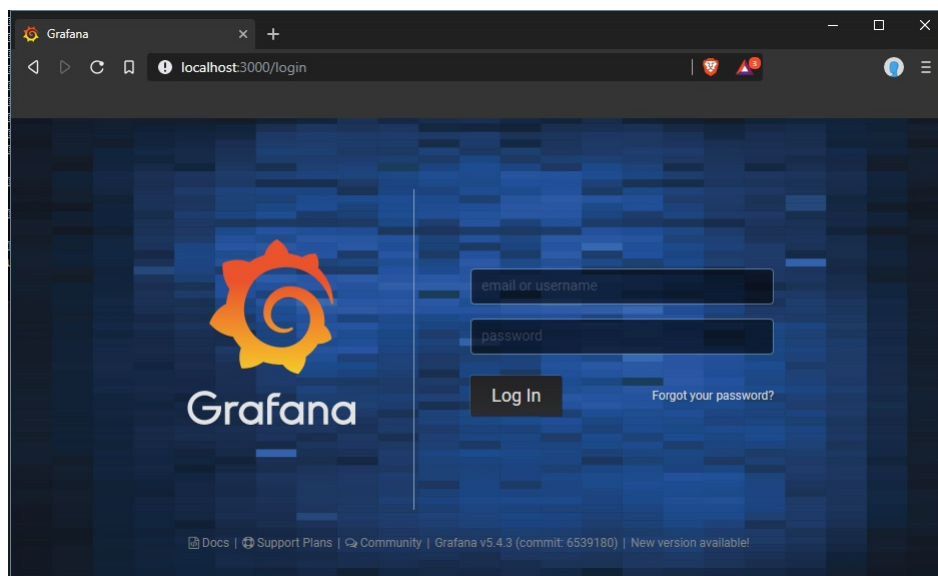 Grafana
localhost:3000/login
3
email or username
password
Log In
Forgot your password?
Grafana
Docs | Support Plans | Community | Grafana v5.4.3 (commit: 6539180) | New version available!